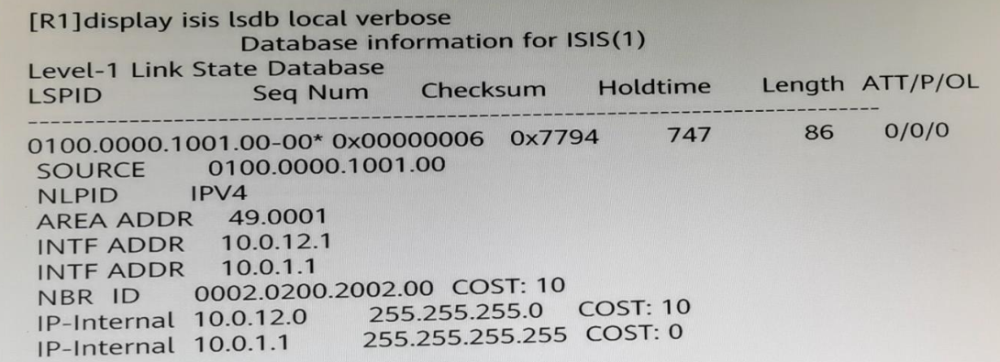 [R1]display isis lsdb local verbose
Database information for ISIS(1)
Level-1 Link State Database
LSPID Seq Num Checksum Holdtime Length ATT/P/OL
--------------------------------------------------------------------------------
0100.0000.1001.00-00* 0x00000006 0x7794 747 86 0/0/0
SOURCE 0100.0000.1001.00
NLPID IPV4
AREA ADDR 49.0001
INTF ADDR 10.0.12.1
INTF ADDR 10.0.1.1
NBR ID 0002.0200.2002.00 COST: 10
IP-Internal 10.0.12.0 255.255.255.0 COST: 10
IP-Internal 10.0.1.1 255.255.255.255 COST: 0